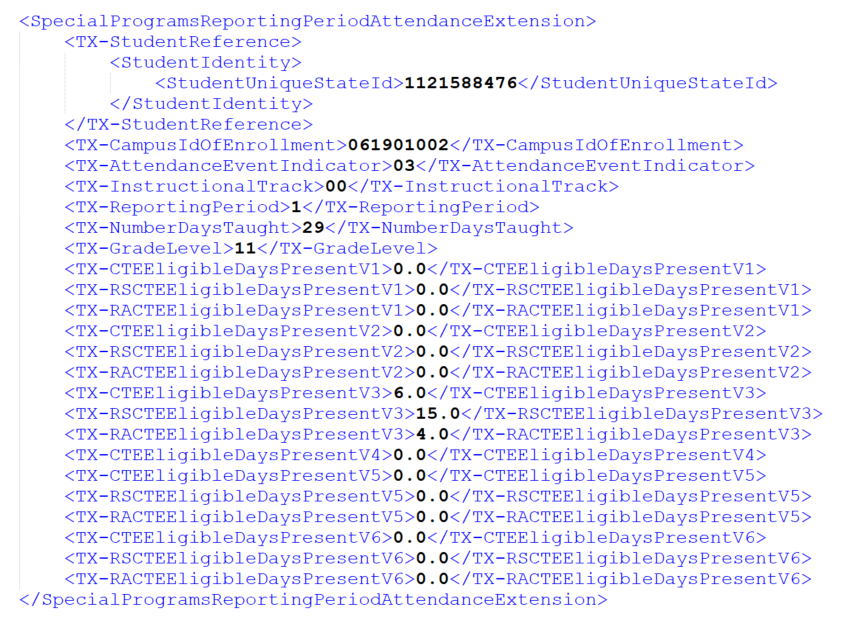 <SpecialProgramsReportingPeriodAttendanceExtension>
<TX-StudentReference>
<StudentIdentity>
<StudentUniqueStateId>1121588476</StudentUniqueStateId>
</StudentIdentity>
</TX-StudentReference>
<TX-CampusIdOfEnrollment>061901002</TX-CampusIdOfEnrollment>
<TX-AttendanceEventIndicator>03</TX-AttendanceEventIndicator>
<TX-InstructionalTrack>00</TX-InstructionalTrack>
<TX-ReportingPeriod>1</TX-ReportingPeriod>
<TX-NumberDaysTaught>29</TX-NumberDaysTaught>
<TX-GradeLevel>11</TX-GradeLevel>
<TX-CTEEligibleDaysPresentV1>0.0</TX-CTEEligibleDaysPresentV1>
<TX-RSCTEEligibleDaysPresentV1>0.0</TX-RSCTEEligibleDaysPresentV1>
<TX-RACTEEligibleDaysPresentV1>0.0</TX-RACTEEligibleDaysPresentV1>
<TX-CTEEligibleDaysPresentV2>0.0</TX-CTEEligibleDaysPresentV2>
<TX-RSCTEEligibleDaysPresentV2>0.0</TX-RSCTEEligibleDaysPresentV2>
<TX-RACTEEligibleDaysPresentV2>0.0</TX-RACTEEligibleDaysPresentV2>
<TX-CTEEligibleDaysPresentV3>6.0</TX-CTEEligibleDaysPresentV3>
<TX-RSCTEEligibleDaysPresentV3>15.0</TX-RSCTEEligibleDaysPresentV3>
<TX-RACTEEligibleDaysPresentV3>4.0</TX-RACTEEligibleDaysPresentV3>
<TX-CTEEligibleDaysPresentV4>0.0</TX-CTEEligibleDaysPresentV4>
<TX-CTEEligibleDaysPresentV5>0.0</TX-CTEEligibleDaysPresentV5>
<TX-RSCTEEligibleDaysPresentV5>0.0</TX-RSCTEEligibleDaysPresentV5>
<TX-RACTEEligibleDaysPresentV5>0.0</TX-RACTEEligibleDaysPresentV5>
<TX-CTEEligibleDaysPresentV6>0.0</TX-CTEEligibleDaysPresentV6>
<TX-RSCTEEligibleDaysPresentV6>0.0</TX-RSCTEEligibleDaysPresentV6>
<TX-RACTEEligibleDaysPresentV6>0.0</TX-RACTEEligibleDaysPresentV6>
</SpecialProgramsReportingPeriodAttendanceExtension>